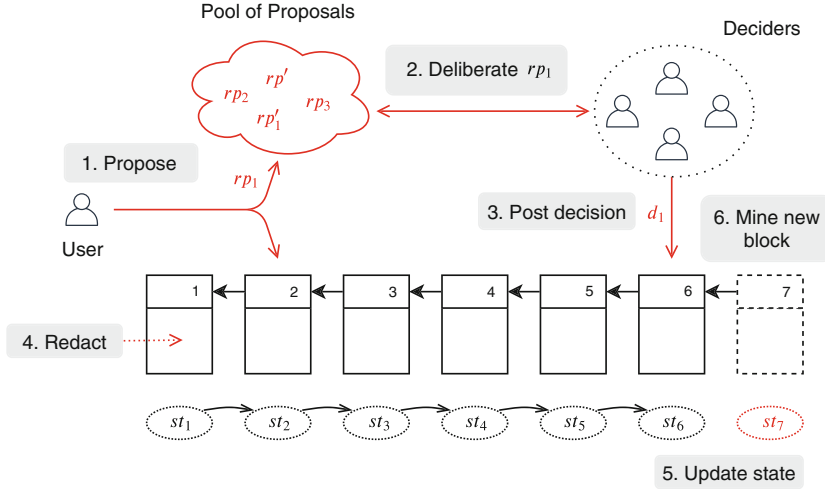 Pool of Proposals
Deciders
rp₂ rp′ rp′₁ rp₃
2. Deliberate rp₁
1. Propose
rp₁
User
3. Post decision
d₁
6. Mine new
block
1 2 3 4 5 6 7
4. Redact
st₁ st₂ st₃ st₄ st₅ st₆ st₇
5. Update state